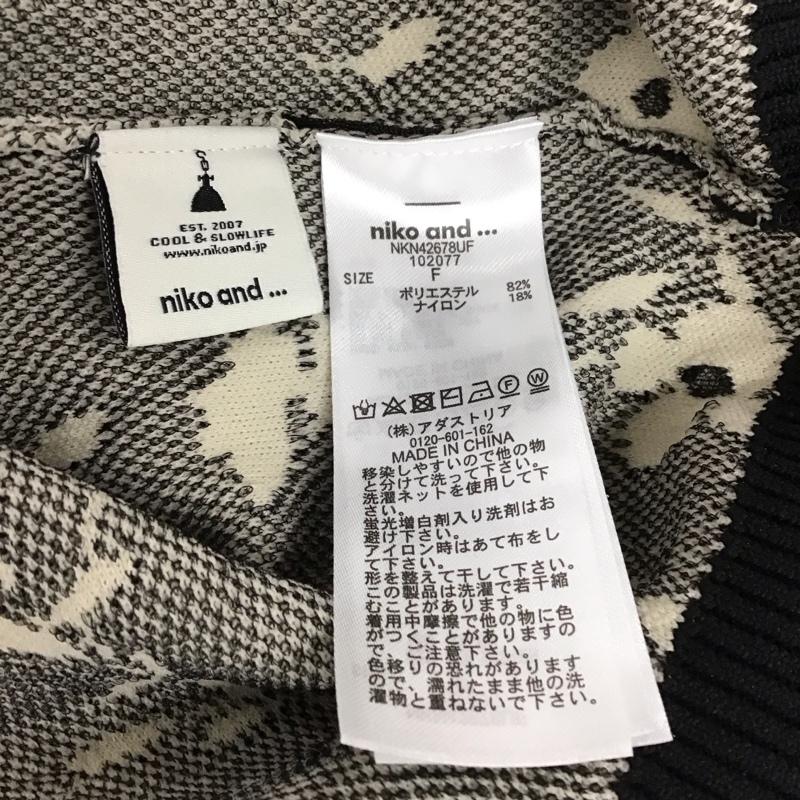 EST. 2007
COOL & SLOWLIFE
www.nikoand.jp
niko and ...
niko and ...
NKN42678UF
102077
SIZE F
ポリエステル 82%
ナイロン 18%
(株)アダストリア
0120-601-162
MADE IN CHINA
移染しやすいので他の物
と分けて洗って下さい。
洗濯ネットを使用して下
さい。
蛍光増白剤入り洗剤はお
避け下さい。
アイロン時はあて布をし
て下さい。
形を整えて干して下さい。
この製品は洗濯で若干縮
むことがあります。
着用中摩擦で他の物に色
がつくことがありますの
で、ご注意下さい。
色移りの恐れがあります
ので、濡れたまま他の洗
濯物と重ねないで下さい。